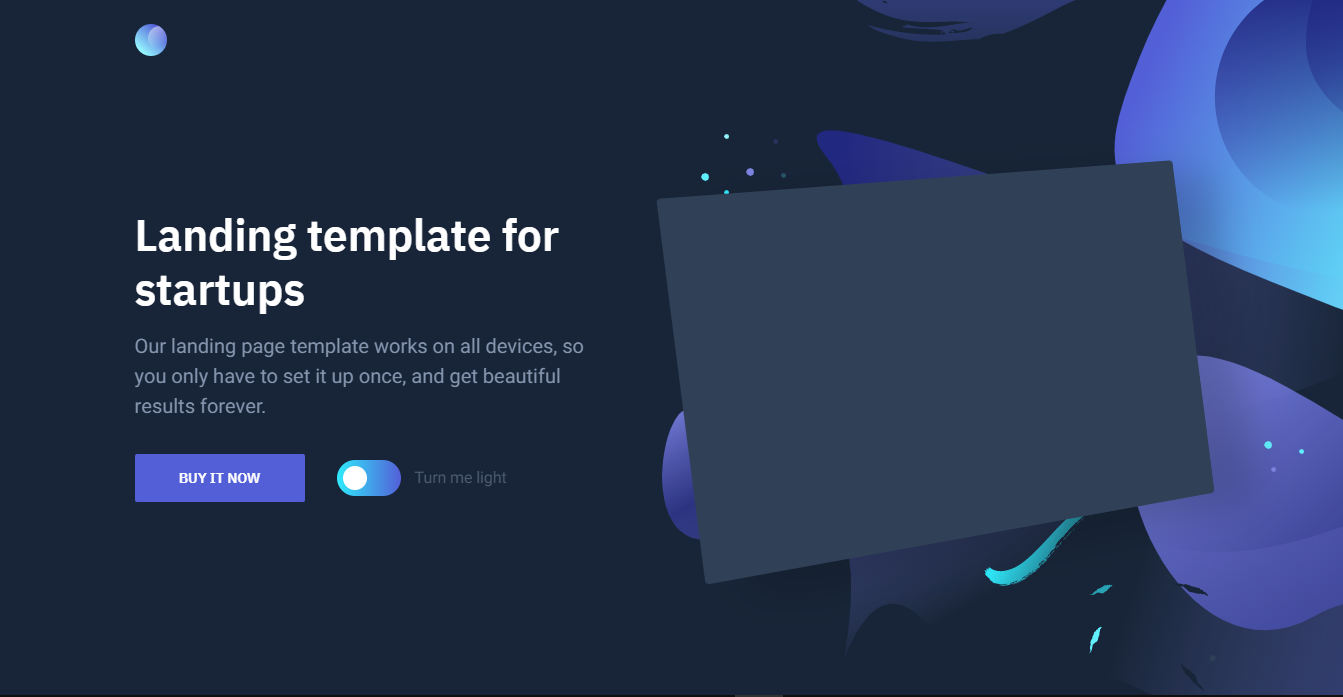 Landing template for
startups
Our landing page template works on all devices, so
you only have to set it up once, and get beautiful
results forever.
BUY IT NOW
Turn me light